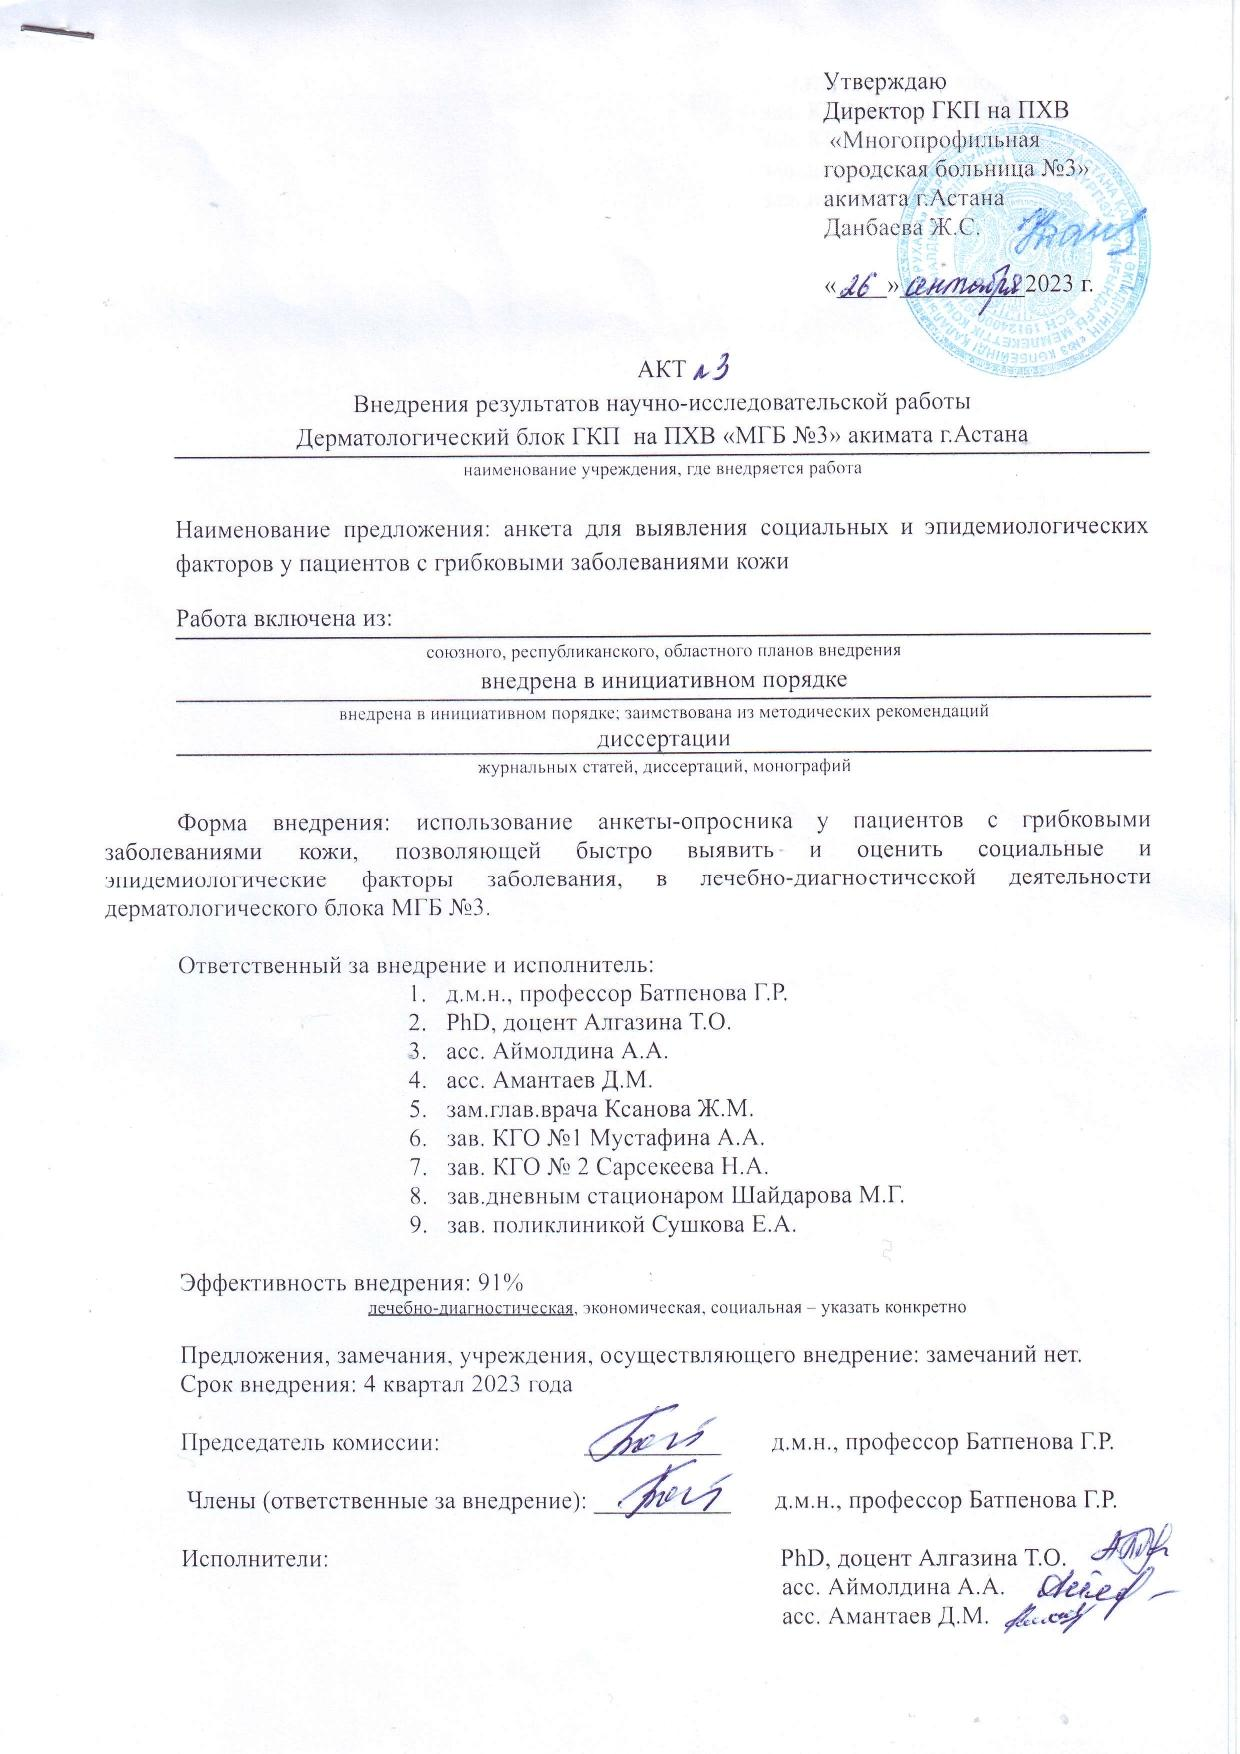 Утверждаю
Директор ГКП на ПХВ
«Многопрофильная
городская больница №3»
акимата г.Астана
Данбаева Ж.С.
«26» сентября 2023 г.
АКТ №3
Внедрения результатов научно-исследовательской работы
Дерматологический блок ГКП на ПХВ «МГБ №3» акимата г.Астана
наименование учреждения, где внедряется работа
Наименование предложения: анкета для выявления социальных и эпидемиологических
факторов у пациентов с грибковыми заболеваниями кожи
Работа включена из:
союзного, республиканского, областного планов внедрения
внедрена в инициативном порядке
внедрена в инициативном порядке; заимствована из методических рекомендаций
диссертации
журнальных статей, диссертаций, монографий
Форма внедрения: использование анкеты-опросника у пациентов с грибковыми
заболеваниями кожи, позволяющей быстро выявить и оценить социальные и
эпидемиологические факторы заболевания, в лечебно-диагностической деятельности
дерматологического блока МГБ №3.
Ответственный за внедрение и исполнитель:
1. д.м.н., профессор Батпенова Г.Р.
2. PhD, доцент Алгазина Т.О.
3. асс. Аймолдина А.А.
4. асс. Амантаев Д.М.
5. зам.глав.врача Ксанова Ж.М.
6. зав. КГО №1 Мустафина А.А.
7. зав. КГО № 2 Сарсекеева Н.А.
8. зав.дневным стационаром Шайдарова М.Г.
9. зав. поликлиникой Сушкова Е.А.
Эффективность внедрения: 91%
лечебно-диагностическая, экономическая, социальная – указать конкретно
Предложения, замечания, учреждения, осуществляющего внедрение: замечаний нет.
Срок внедрения: 4 квартал 2023 года
Председатель комиссии: д.м.н., профессор Батпенова Г.Р.
Члены (ответственные за внедрение): д.м.н., профессор Батпенова Г.Р.
Исполнители: PhD, доцент Алгазина Т.О.
асс. Аймолдина А.А.
асс. Амантаев Д.М.